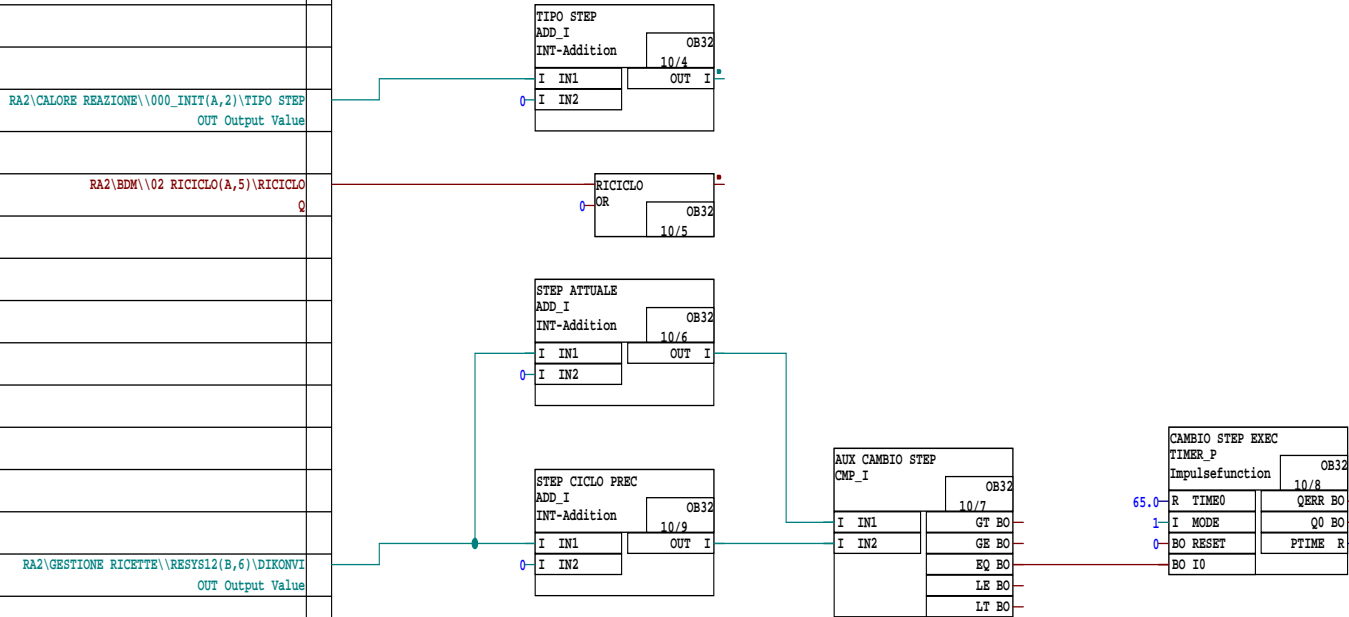 TIPO STEP
ADD_I
INT-Addition
OB32
10/4
I IN1
OUT I
0 I IN2
RA2\CALORE REAZIONE\\000_INIT(A,2)\TIPO STEP
OUT Output Value
RA2\BDM\\02 RICICLO(A,5)\RICICLO
Q
RICICLO
0 OR
OB32
10/5
STEP ATTUALE
ADD_I
INT-Addition
OB32
10/6
I IN1
OUT I
0 I IN2
STEP CICLO PREC
ADD_I
INT-Addition
OB32
10/9
I IN1
OUT I
0 I IN2
RA2\GESTIONE RICETTE\\RESYS12(B,6)\DIKONVI
OUT Output Value
AUX CAMBIO STEP
CMP_I
OB32
10/7
I IN1
GT BO
I IN2
GE BO
EQ BO
LE BO
LT BO
CAMBIO STEP EXEC
TIMER_P
Impulsefunction
OB32
10/8
65.0 R TIME0
QERR BO
1 I MODE
Q0 BO
0 BO RESET
PTIME R
BO I0